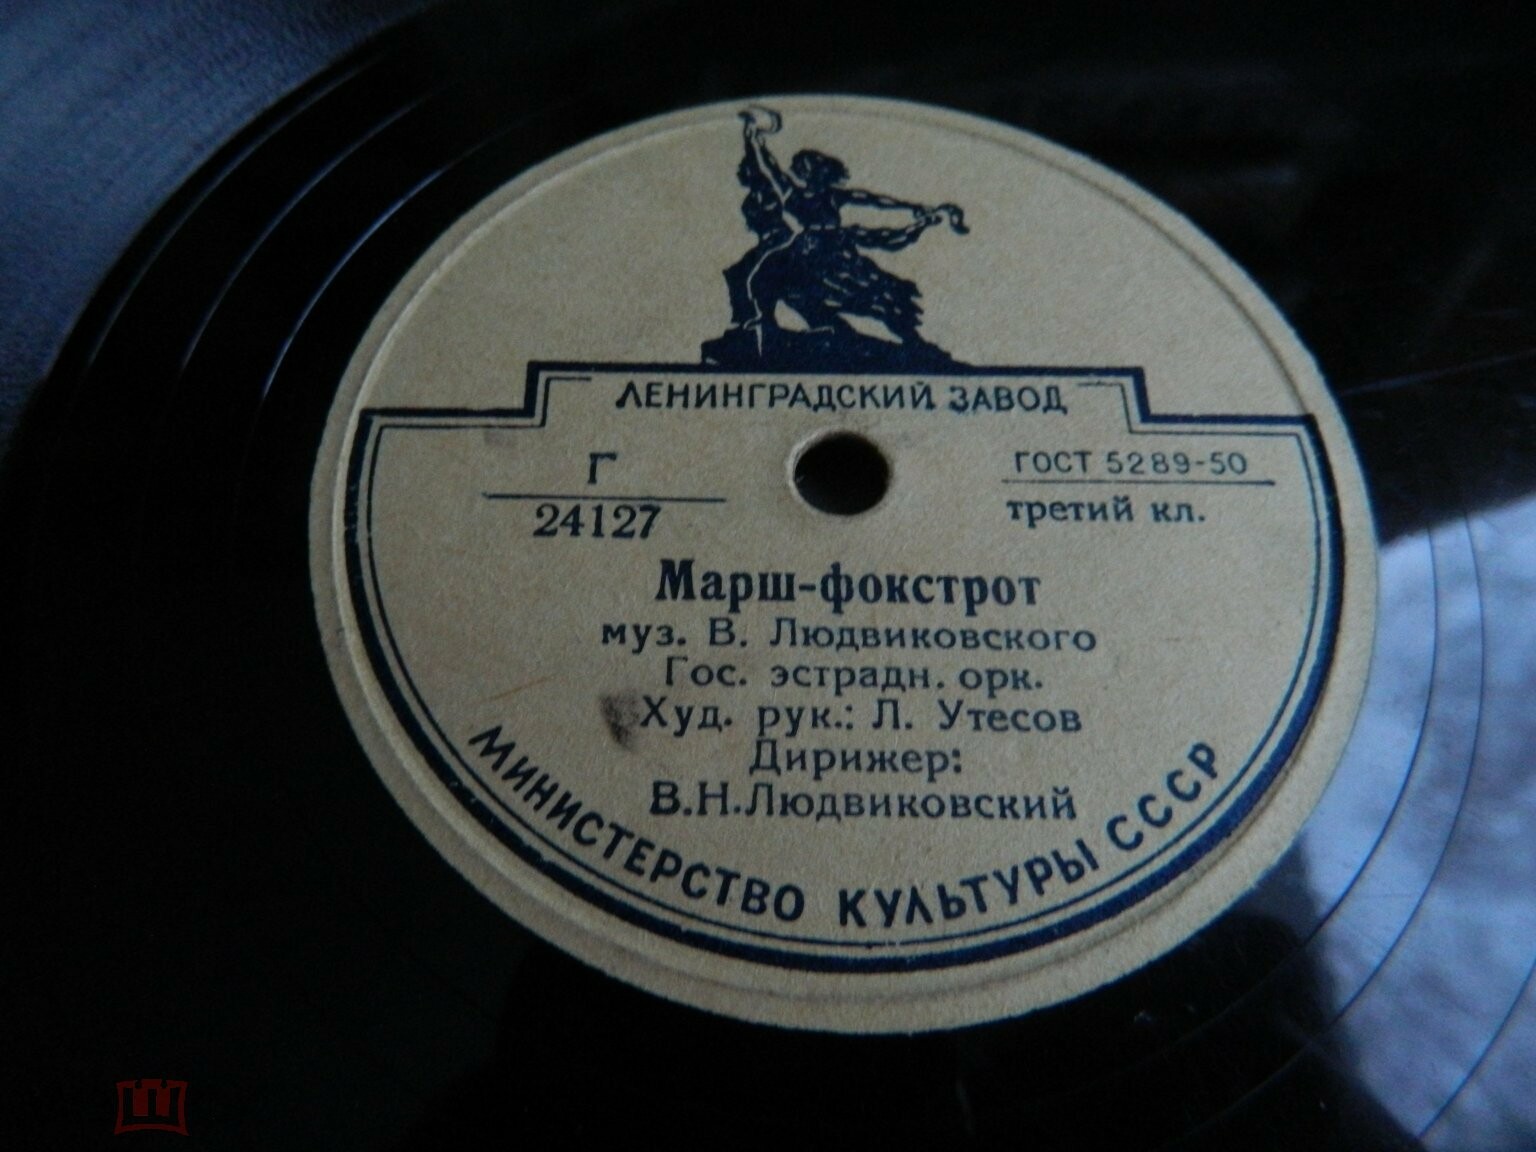 ЛЕНИНГРАДСКИЙ ЗАВОД
Г
24127
ГОСТ 5289-50
третий кл.
Марш-фокстрот
муз. В. Людвиковского
Гос. эстрадн. орк.
Худ. рук.: Л. Утесов
Дирижер:
В.Н.Людвиковский
МИНИСТЕРСТВО КУЛЬТУРЫ СССР